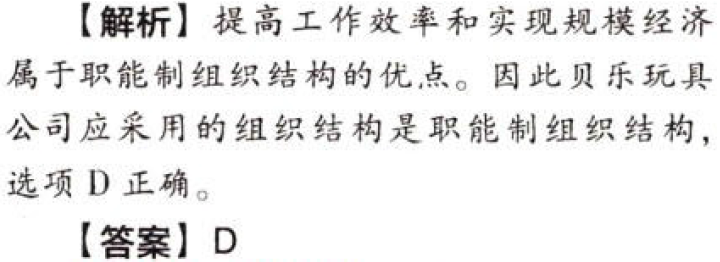 【解析】提高工作效率和实现规模经济
属于职能制组织结构的优点。因此贝乐玩具
公司应采用的组织结构是职能制组织结构，
选项 D 正确。
【答案】D